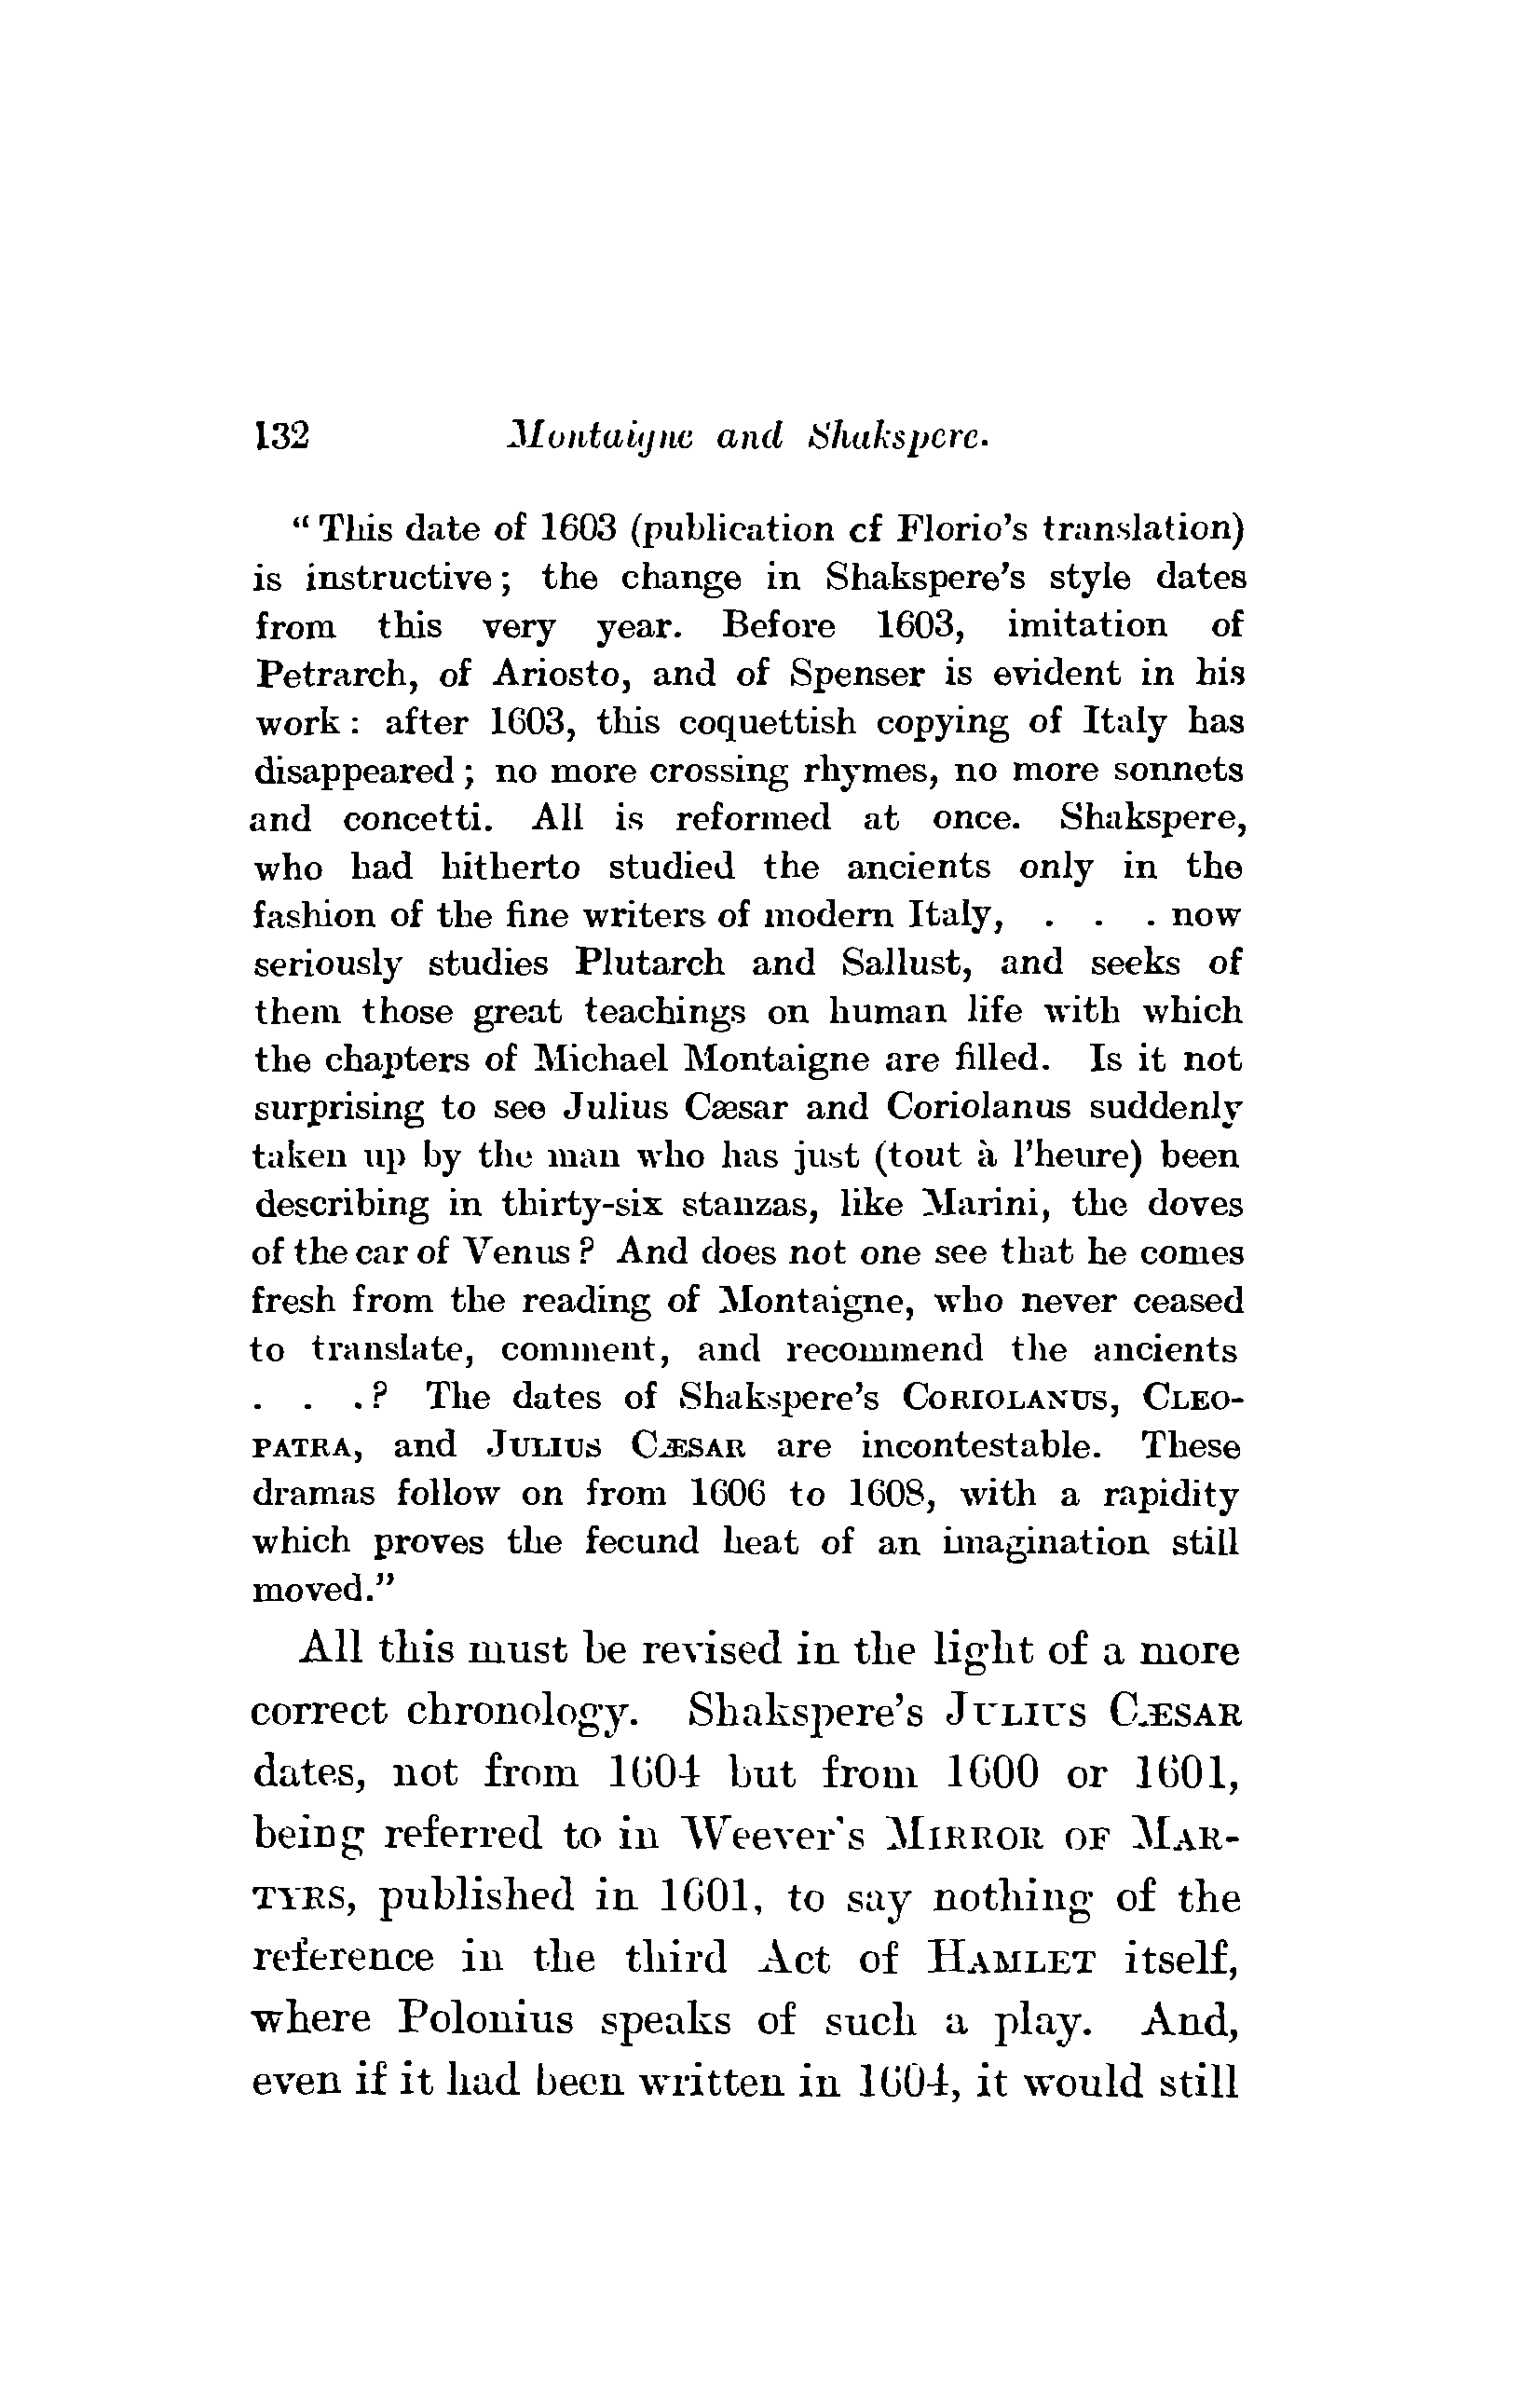 132 Montaigne and Shakspere.
“ This date of 1603 (publication cf Florio’s translation)
is instructive ; the change in Shakspere’s style dates
from this very year. Before 1603, imitation of
Petrarch, of Ariosto, and of Spenser is evident in his
work : after 1603, this coquettish copying of Italy has
disappeared ; no more crossing rhymes, no more sonnets
and concetti. All is reformed at once. Shakspere,
who had hitherto studied the ancients only in the
fashion of the fine writers of modern Italy, . . . now
seriously studies Plutarch and Sallust, and seeks of
them those great teachings on human life with which
the chapters of Michael Montaigne are filled. Is it not
surprising to see Julius Cæsar and Coriolanus suddenly
taken up by the man who has just (tout à l’heure) been
describing in thirty-six stanzas, like Marini, the doves
of the car of Venus ? And does not one see that he comes
fresh from the reading of Montaigne, who never ceased
to translate, comment, and recommend the ancients
. . . ? The dates of Shakspere’s CORIOLANUS, CLEO-
PATRA, and JULIUS CÆSAR are incontestable. These
dramas follow on from 1606 to 1608, with a rapidity
which proves the fecund heat of an imagination still
moved.”
All this must be revised in the light of a more
correct chronology. Shakspere’s JULIUS CÆSAR
dates, not from 1604 but from 1600 or 1601,
being referred to in Weever's MIRROR OF MAR-
TYRS, published in 1601, to say nothing of the
reference in the third Act of HAMLET itself,
where Polonius speaks of such a play. And,
even if it had been written in 1604, it would still